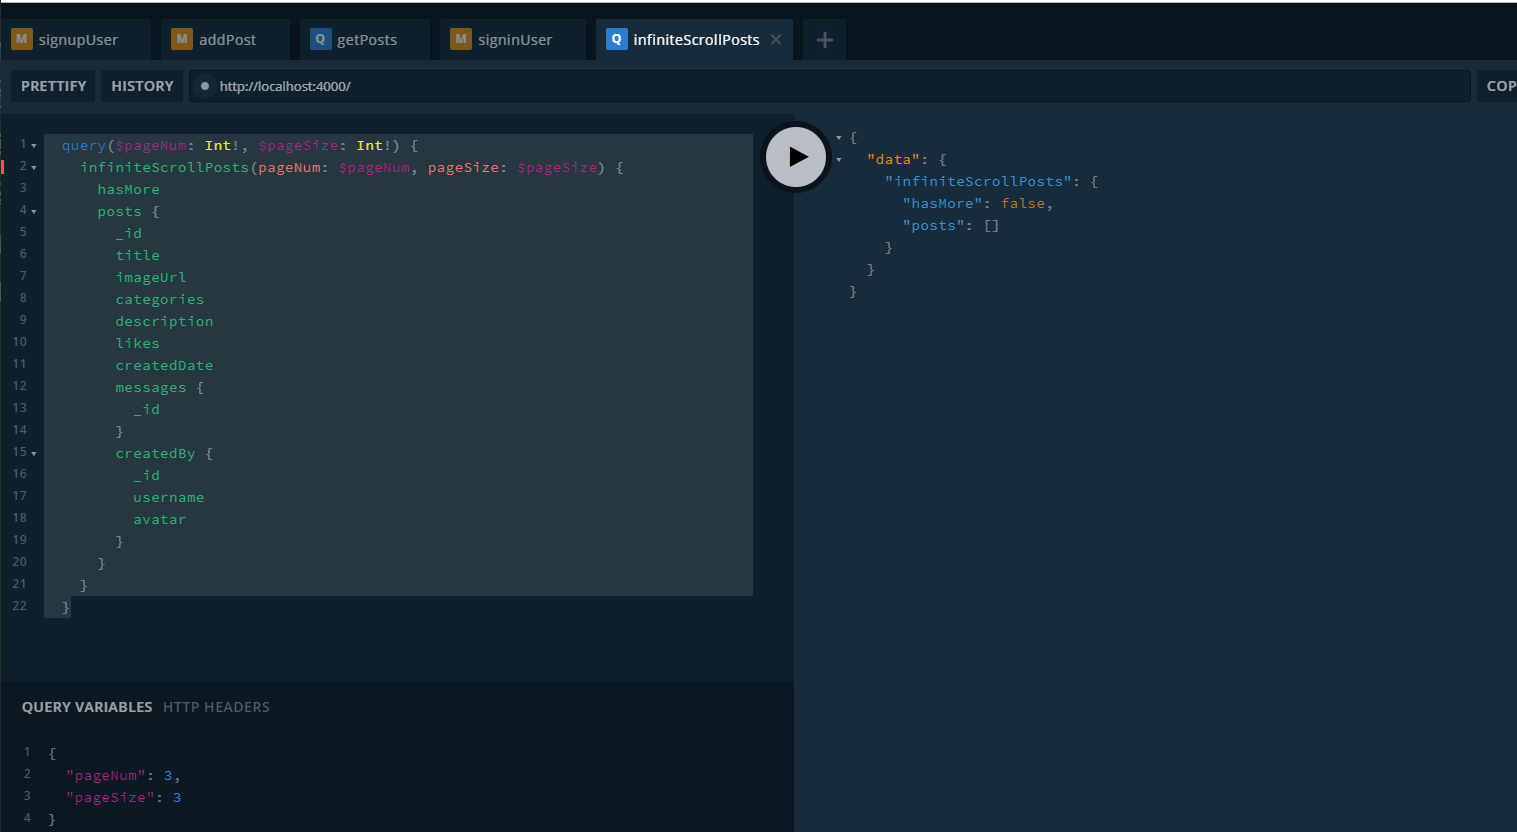 M signupUser M addPost Q getPosts M signinUser Q infiniteScrollPosts × +
PRETTIFY HISTORY http://localhost:4000/ COP
1 query($pageNum: Int!, $pageSize: Int!) {
2 infiniteScrollPosts(pageNum: $pageNum, pageSize: $pageSize) {
3 hasMore
4 posts {
5 _id
6 title
7 imageUrl
8 categories
9 description
10 likes
11 createdDate
12 messages {
13 _id
14 }
15 createdBy {
16 _id
17 username
18 avatar
19 }
20 }
21 }
22 }
QUERY VARIABLES HTTP HEADERS
1 {
2 "pageNum": 3,
3 "pageSize": 3
4 }
{
"data": {
"infiniteScrollPosts": {
"hasMore": false,
"posts": []
}
}
}